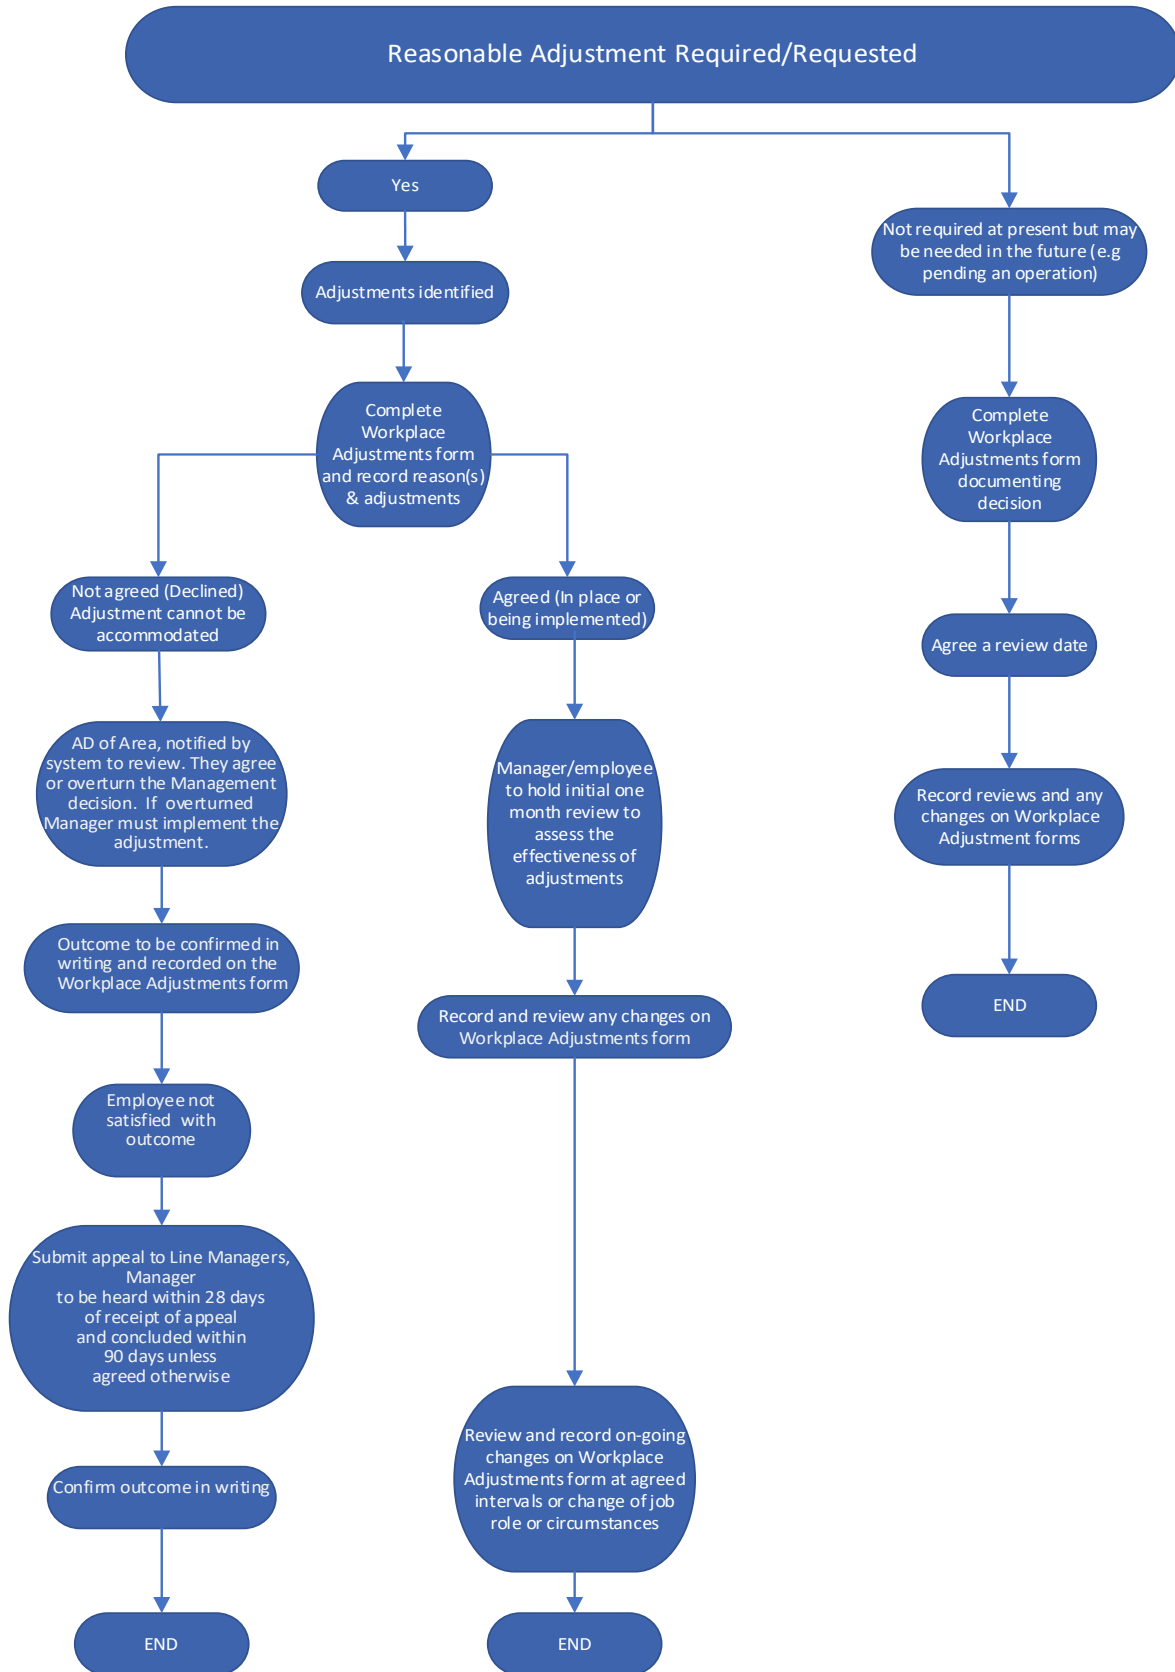 Reasonable Adjustment Required/Requested
Yes
Adjustments identified
Complete
Workplace
Adjustments form
and record reason(s)
& adjustments
Not agreed (Declined)
Adjustment cannot be
accommodated
AD of Area, notified by
system to review. They agree
or overturn the Management
decision. If overturned
Manager must implement the
adjustment.
Outcome to be confirmed in
writing and recorded on the
Workplace Adjustments form
Employee not
satisfied with
outcome
Submit appeal to Line Managers,
Manager
to be heard within 28 days
of receipt of appeal
and concluded within
90 days unless
agreed otherwise
Confirm outcome in writing
END
Agreed (In place or
being implemented)
Manager/employee
to hold initial one
month review to
assess the
effectiveness of
adjustments
Record and review any changes on
Workplace Adjustments form
Review and record on-going
changes on Workplace
Adjustments form at agreed
intervals or change of job
role or circumstances
END
Not required at present but may
be needed in the future (e.g
pending an operation)
Complete
Workplace
Adjustments form
documenting
decision
Agree a review date
Record reviews and any
changes on Workplace
Adjustment forms
END